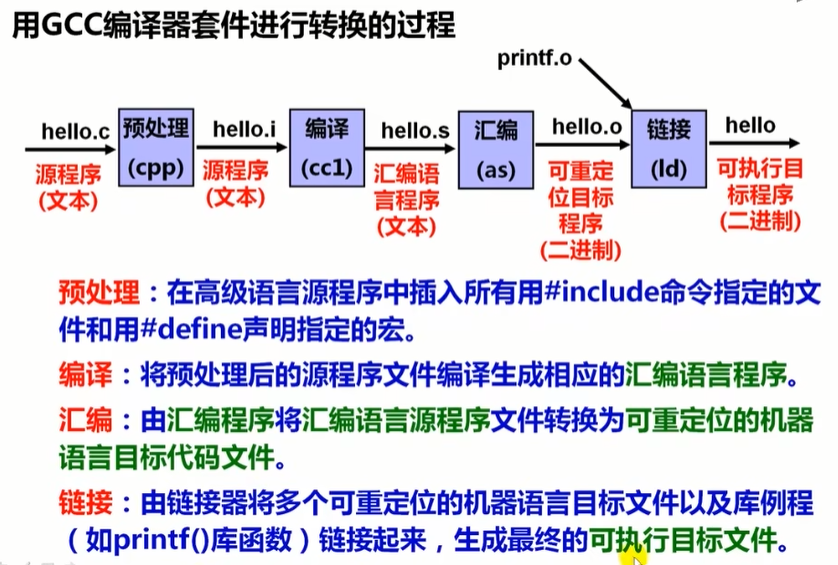 用GCC编译器套件进行转换的过程
printf.o
hello.c 预处理 hello.i 编译 hello.s 汇编 hello.o 链接 hello
源程序 (cpp) 源程序 (cc1) 汇编语 (as) 可重定 (ld) 可执行目
(文本) (文本) 言程序 位目标 标程序
(文本) 程序 (二进制)
(二进制)
预处理：在高级语言源程序中插入所有用#include命令指定的文
件和用#define声明指定的宏。
编译：将预处理后的源程序文件编译生成相应的汇编语言程序。
汇编：由汇编程序将汇编语言源程序文件转换为可重定位的机器
语言目标代码文件。
链接：由链接器将多个可重定位的机器语言目标文件以及库例程
（如printf()库函数）链接起来，生成最终的可执行目标文件。